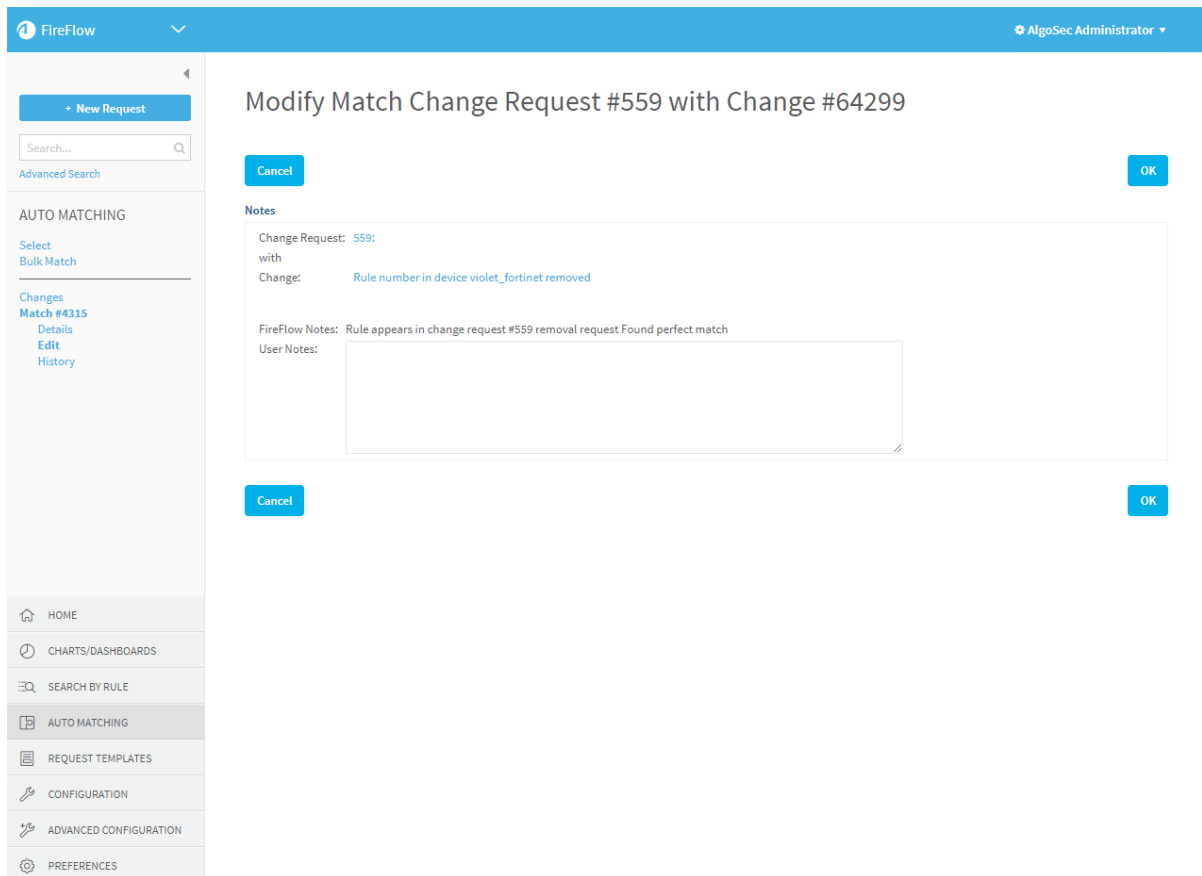 FireFlow
AlgoSec Administrator
+ New Request
Search...
Advanced Search
AUTO MATCHING
Select
Bulk Match
Changes
Match #4315
Details
Edit
History
HOME
CHARTS/DASHBOARDS
SEARCH BY RULE
AUTO MATCHING
REQUEST TEMPLATES
CONFIGURATION
ADVANCED CONFIGURATION
PREFERENCES
Modify Match Change Request #559 with Change #64299
Cancel
OK
Notes
Change Request: 559:
with
Change: Rule number in device violet_fortinet removed
FireFlow Notes: Rule appears in change request #559 removal request Found perfect match
User Notes:
Cancel
OK